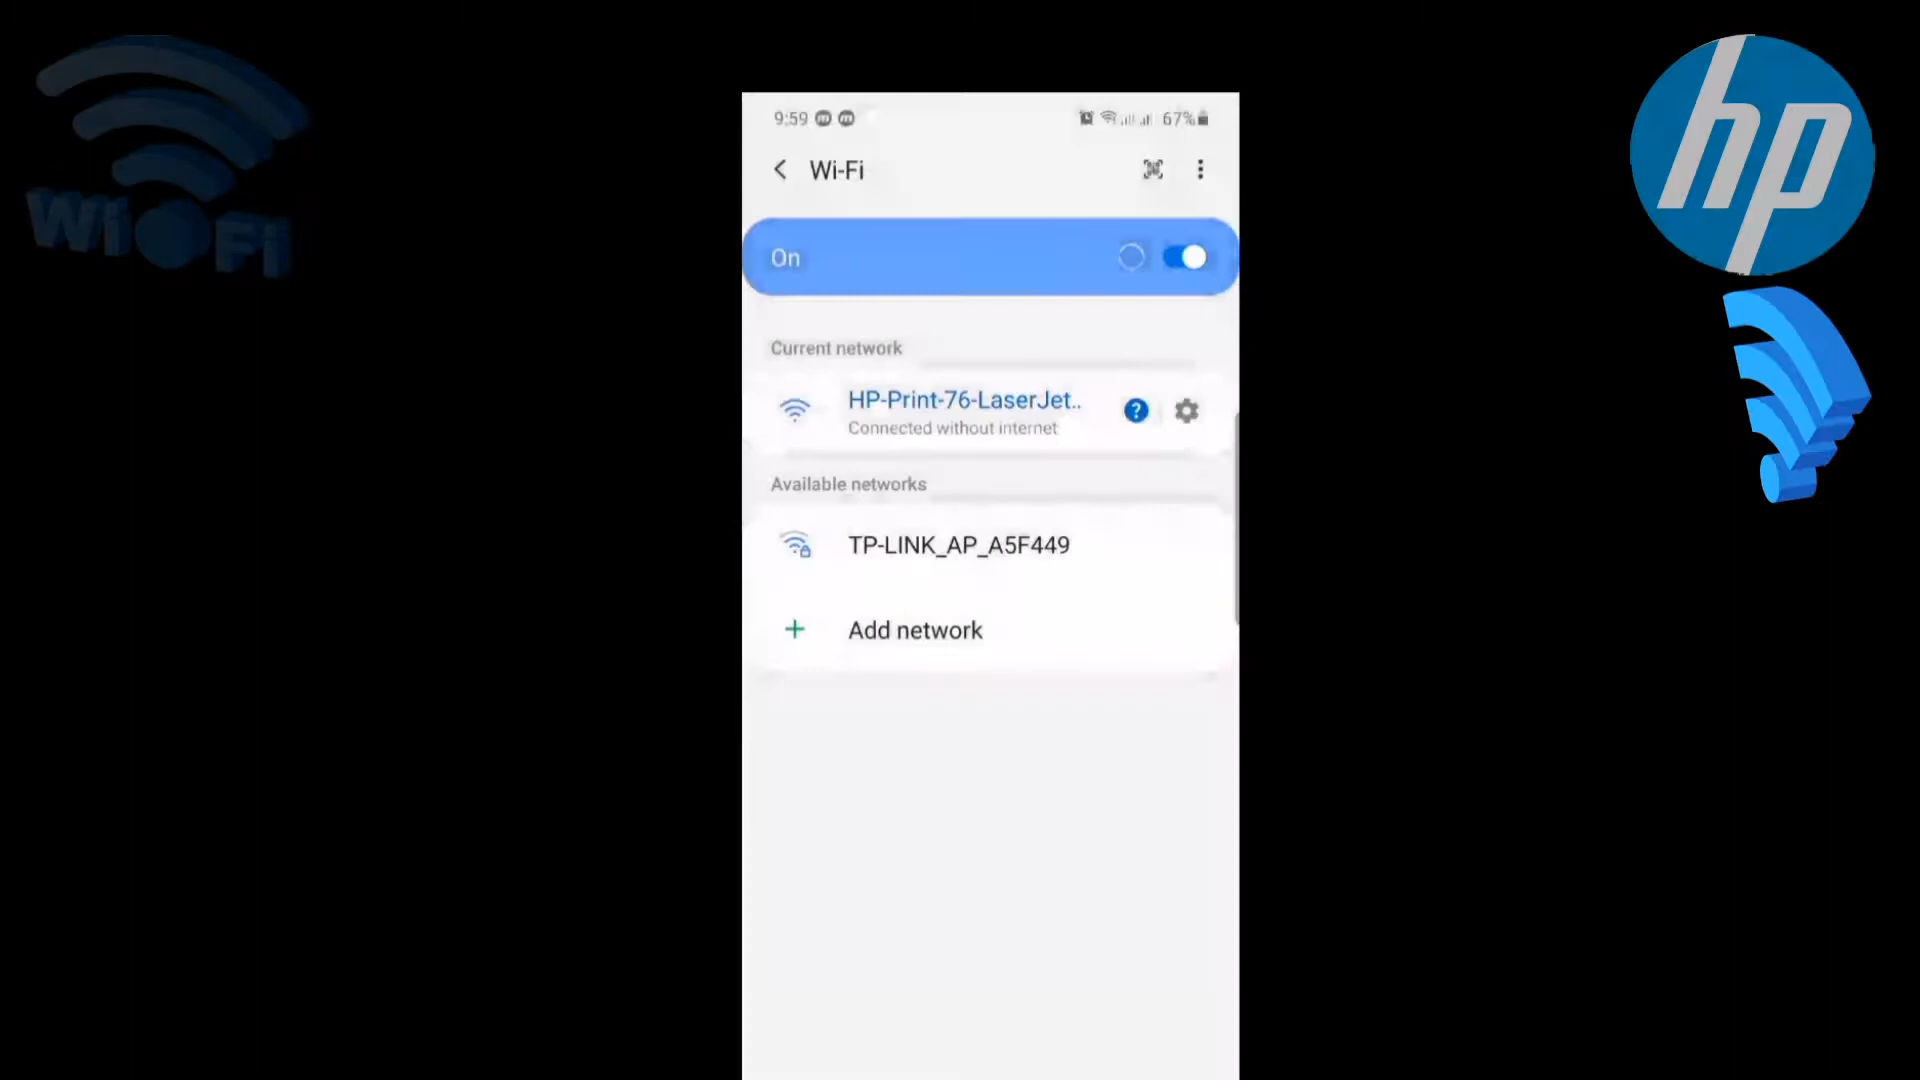 Wi Fi
hp
9:59
67%
Wi-Fi
On
Current network
HP-Print-76-LaserJet..
Connected without internet
?
Available networks
TP-LINK_AP_A5F449
+ Add network